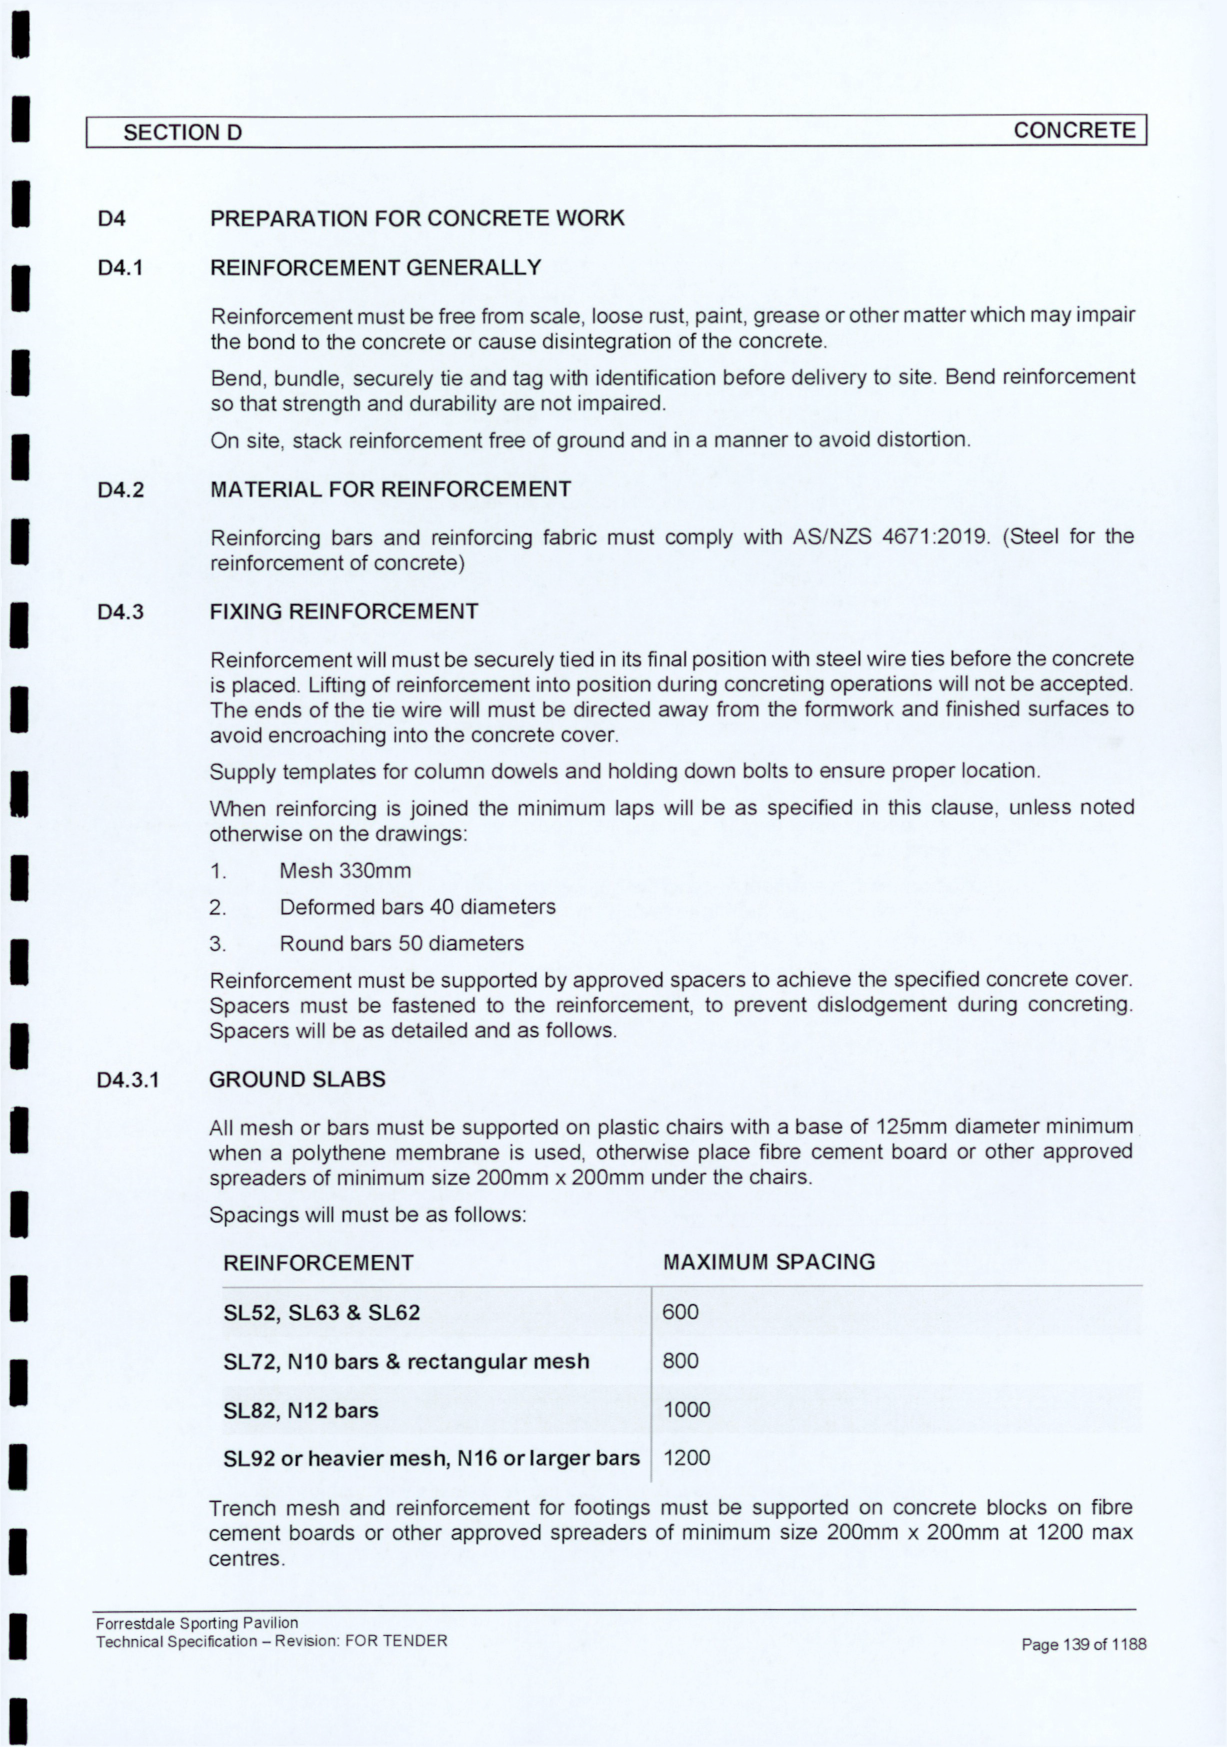 SECTION D CONCRETE
D4 PREPARATION FOR CONCRETE WORK
D4.1 REINFORCEMENT GENERALLY
Reinforcement must be free from scale, loose rust, paint, grease or other matter which may impair
the bond to the concrete or cause disintegration of the concrete.
Bend, bundle, securely tie and tag with identification before delivery to site. Bend reinforcement
so that strength and durability are not impaired.
On site, stack reinforcement free of ground and in a manner to avoid distortion.
D4.2 MATERIAL FOR REINFORCEMENT
Reinforcing bars and reinforcing fabric must comply with AS/NZS 4671:2019. (Steel for the
reinforcement of concrete)
D4.3 FIXING REINFORCEMENT
Reinforcement will must be securely tied in its final position with steel wire ties before the concrete
is placed. Lifting of reinforcement into position during concreting operations will not be accepted.
The ends of the tie wire will must be directed away from the formwork and finished surfaces to
avoid encroaching into the concrete cover.
Supply templates for column dowels and holding down bolts to ensure proper location.
When reinforcing is joined the minimum laps will be as specified in this clause, unless noted
otherwise on the drawings:
1. Mesh 330mm
2. Deformed bars 40 diameters
3. Round bars 50 diameters
Reinforcement must be supported by approved spacers to achieve the specified concrete cover.
Spacers must be fastened to the reinforcement, to prevent dislodgement during concreting.
Spacers will be as detailed and as follows.
D4.3.1 GROUND SLABS
All mesh or bars must be supported on plastic chairs with a base of 125mm diameter minimum
when a polythene membrane is used, otherwise place fibre cement board or other approved
spreaders of minimum size 200mm x 200mm under the chairs.
Spacings will must be as follows:
REINFORCEMENT MAXIMUM SPACING
SL52, SL63 & SL62 600
SL72, N10 bars & rectangular mesh 800
SL82, N12 bars 1000
SL92 or heavier mesh, N16 or larger bars 1200
Trench mesh and reinforcement for footings must be supported on concrete blocks on fibre
cement boards or other approved spreaders of minimum size 200mm x 200mm at 1200 max
centres.
Forrestdale Sporting Pavilion
Technical Specification – Revision: FOR TENDER Page 139 of 1188